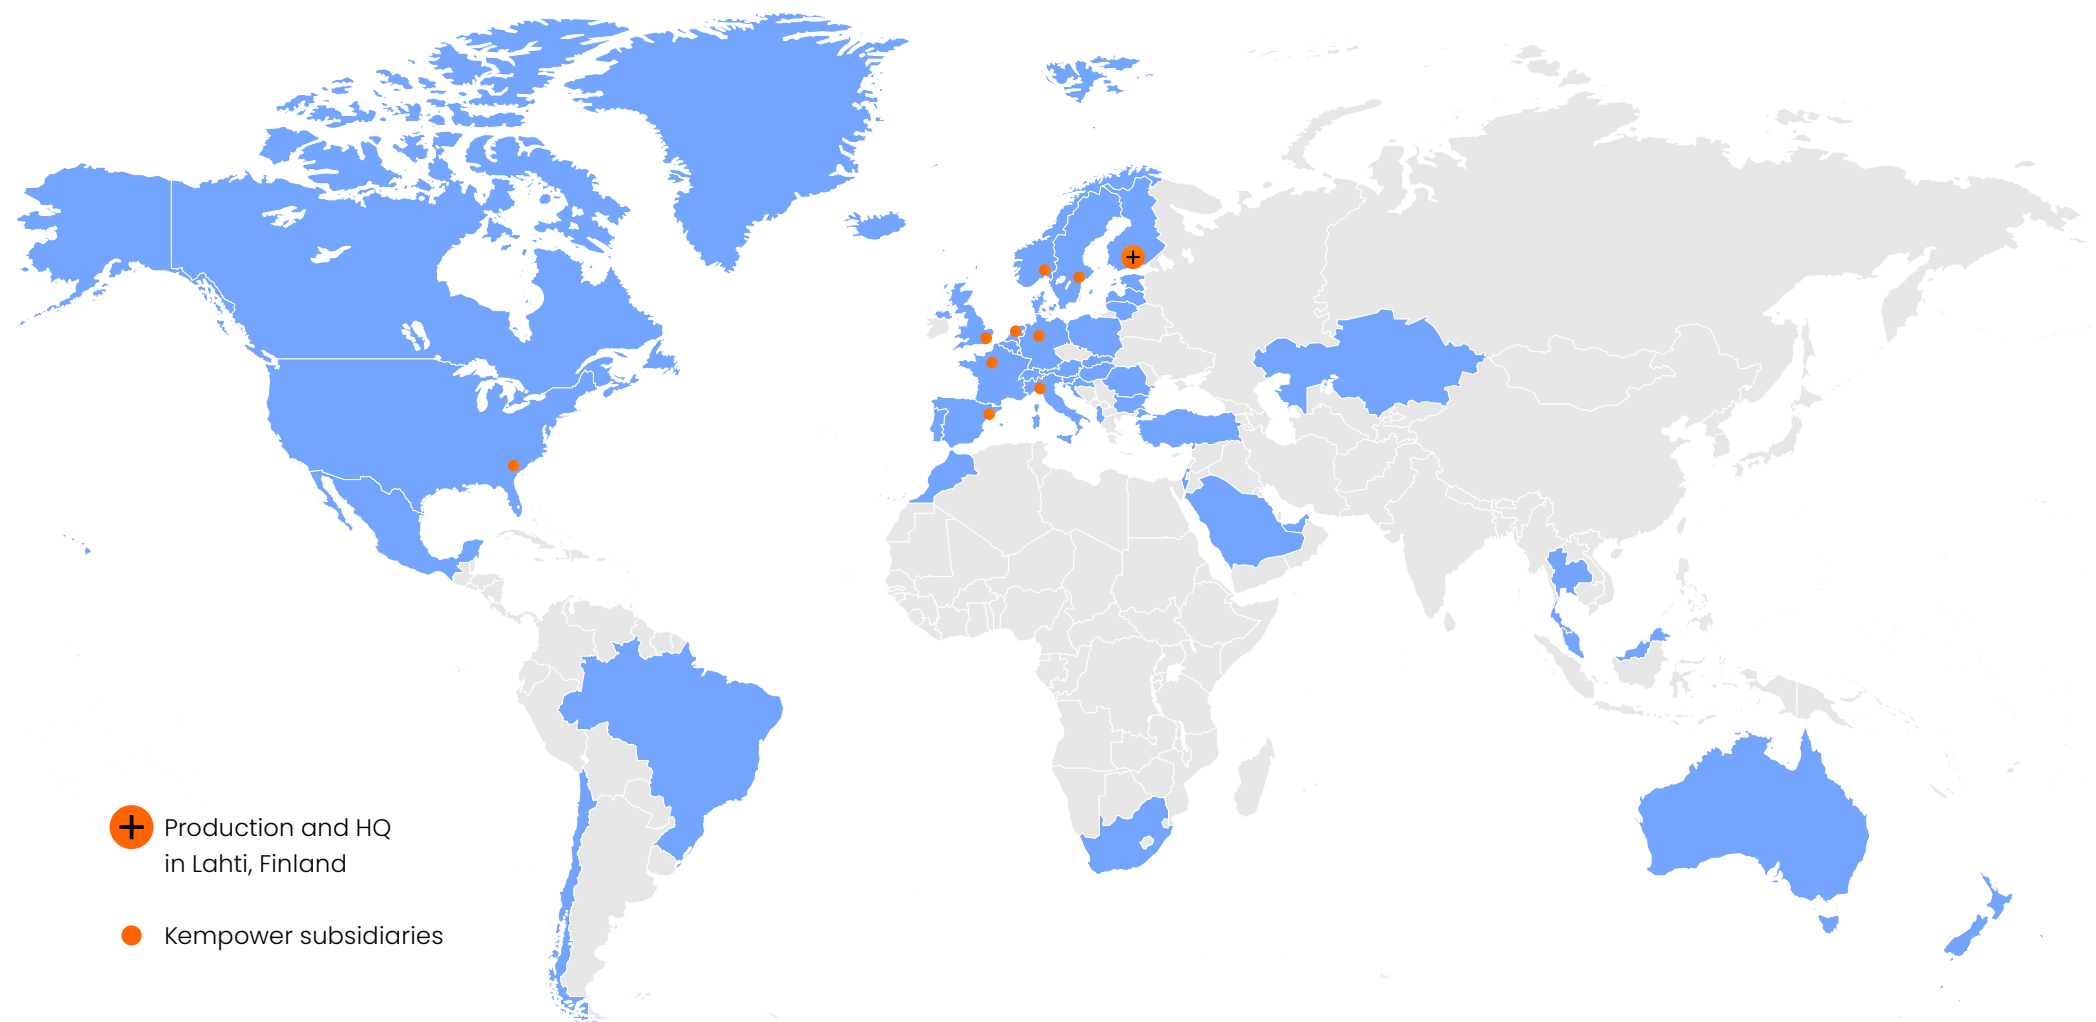 Production and HQ
in Lahti, Finland
Kempower subsidiaries